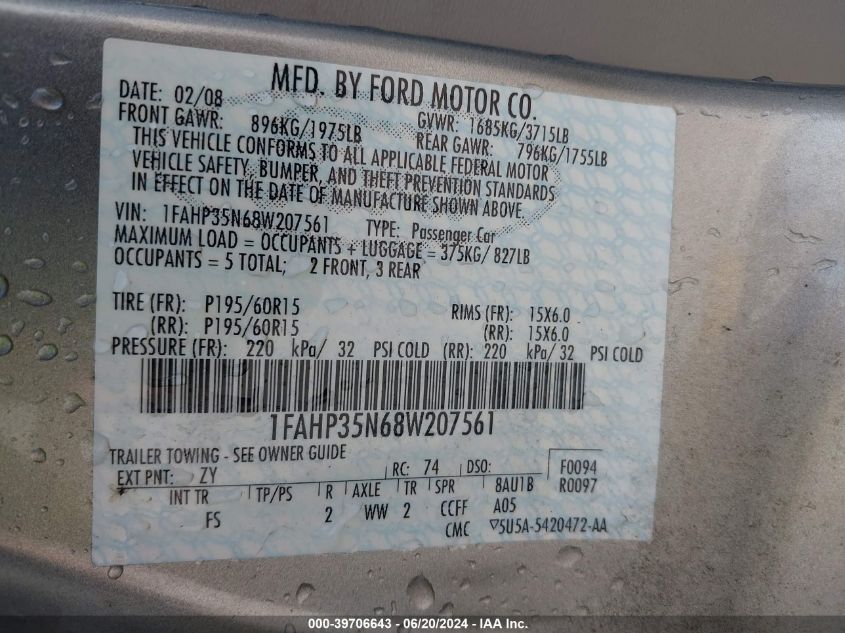 MFD. BY FORD MOTOR CO.
DATE: 02/08 GVWR: 1685KG/3715LB
FRONT GAWR: 896KG/1975LB REAR GAWR: 796KG/1755LB
THIS VEHICLE CONFORMS TO ALL APPLICABLE FEDERAL MOTOR
VEHICLE SAFETY, BUMPER, AND THEFT PREVENTION STANDARDS
IN EFFECT ON THE DATE OF MANUFACTURE SHOWN ABOVE.
VIN: 1FAHP35N68W207561 TYPE: Passenger Car
MAXIMUM LOAD = OCCUPANTS + LUGGAGE = 375KG/ 827LB
OCCUPANTS = 5 TOTAL; 2 FRONT, 3 REAR
TIRE (FR): P195/60R15 RIMS (FR): 15X6.0
(RR): P195/60R15 (RR): 15X6.0
PRESSURE (FR): 220 kPa/ 32 PSI COLD (RR): 220 kPa/ 32 PSI COLD
1FAHP35N68W207561
TRAILER TOWING - SEE OWNER GUIDE
EXT PNT: ZY RC: 74 DSO: F0094
INT TR TP/PS R AXLE TR SPR 8AU1B R0097
FS 2 WW 2 CCFF A05
CMC ▽5U5A-5420472-AA
000-39706643 / 06/20/2024 - IAA Inc.